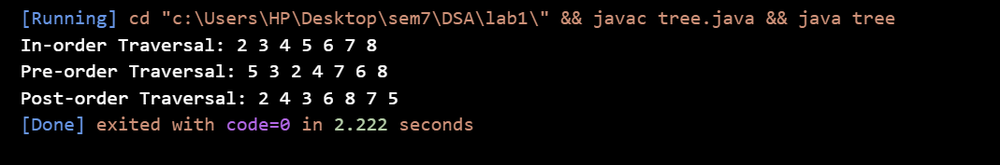 [Running] cd "c:\Users\HP\Desktop\sem7\DSA\lab1\" && javac tree.java && java tree
In-order Traversal: 2 3 4 5 6 7 8
Pre-order Traversal: 5 3 2 4 7 6 8
Post-order Traversal: 2 4 3 6 8 7 5
[Done] exited with code=0 in 2.222 seconds